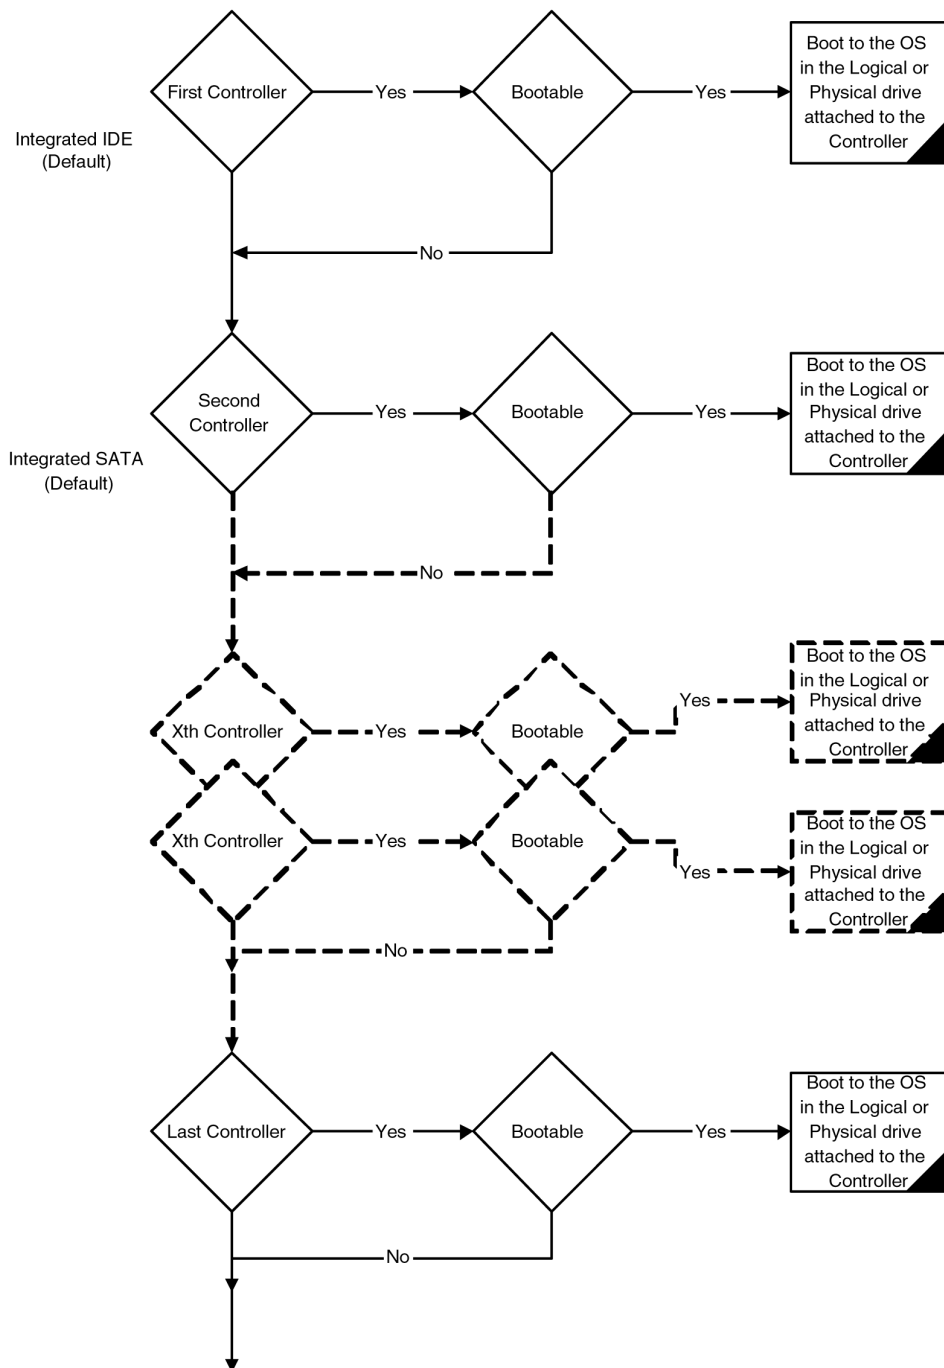 First Controller
Yes
Bootable
Yes
Boot to the OS
in the Logical or
Physical drive
attached to the
Controller
Integrated IDE
(Default)
No
Second
Controller
Yes
Bootable
Yes
Boot to the OS
in the Logical or
Physical drive
attached to the
Controller
Integrated SATA
(Default)
No
Xth Controller
Yes
Bootable
Yes
Boot to the OS
in the Logical or
Physical drive
attached to the
Controller
Xth Controller
Yes
Bootable
Yes
Boot to the OS
in the Logical or
Physical drive
attached to the
Controller
No
Last Controller
Yes
Bootable
Yes
Boot to the OS
in the Logical or
Physical drive
attached to the
Controller
No